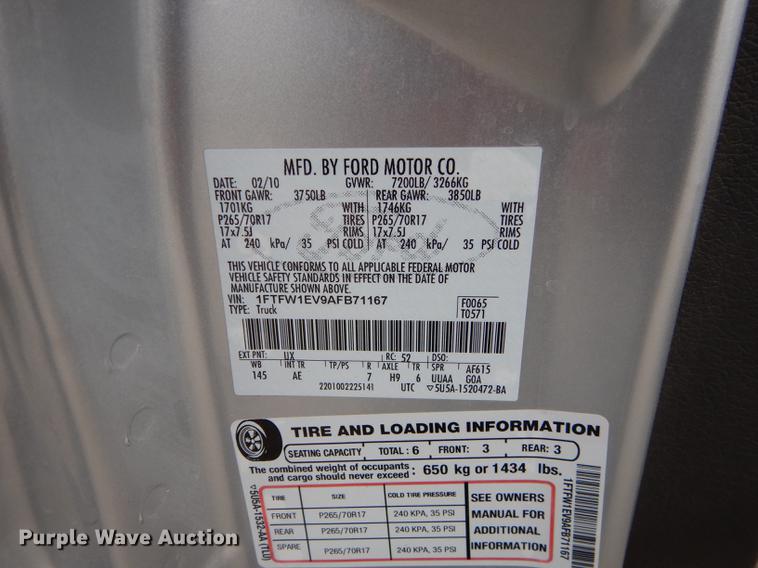 MFD. BY FORD MOTOR CO.
DATE: 02/10 GVWR: 7200LB/ 3266KG
FRONT GAWR: 3750LB REAR GAWR: 3850LB
1701KG WITH 1746KG WITH
P265/70R17 TIRES P265/70R17 TIRES
17x7.5J RIMS 17x7.5J RIMS
AT 240 kPa/ 35 PSI COLD AT 240 kPa/ 35 PSI COLD
THIS VEHICLE CONFORMS TO ALL APPLICABLE FEDERAL MOTOR
VEHICLE SAFETY STANDARDS IN EFFECT ON THE DATE OF
MANUFACTURE SHOWN ABOVE.
VIN: 1FTFW1EV9AFB71167 F0065
TYPE: Truck T0571
EXT PNT: UX RC: 52 DSO:
WB INT TR TP/PS R AXLE TR SPR AF615
145 AE 7 H9 6 UUAA GOA
2201002225141 UTC ▽5U5A-1520472-BA
TIRE AND LOADING INFORMATION
SEATING CAPACITY TOTAL: 6 FRONT: 3 REAR: 3
The combined weight of occupants and cargo should never exceed: 650 kg or 1434 lbs.
TIRE SIZE COLD TIRE PRESSURE
FRONT P265/70R17 240 KPA, 35 PSI
REAR P265/70R17 240 KPA, 35 PSI
SPARE P265/70R17 240 KPA, 35 PSI
SEE OWNERS
MANUAL FOR
ADDITIONAL
INFORMATION
▽5U5A-1532-AA (TLU)
1FTFW1EV9AFB71167
Purple Wave Auction